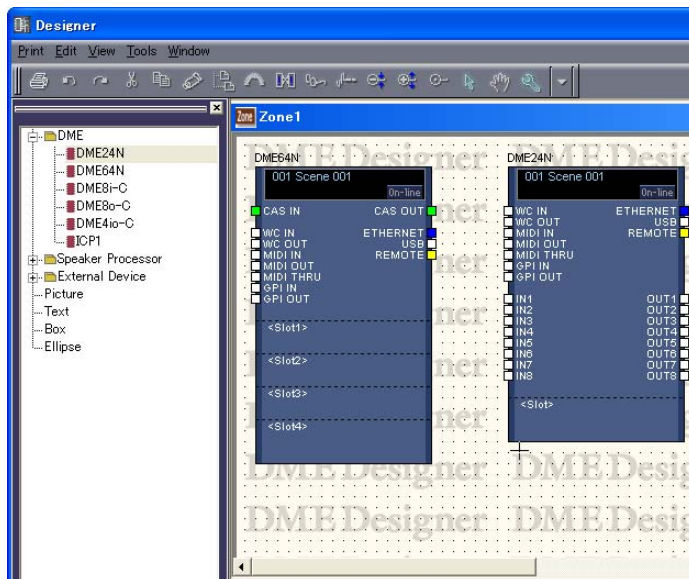 Designer
Print Edit View Tools Window
Zone Zone1
DME
DME24N
DME64N
DME8i-C
DME8o-C
DME4io-C
ICP1
Speaker Processor
External Device
Picture
Text
Box
Ellipse
DME64N
001 Scene 001
On-line
CAS IN CAS OUT
WC IN ETHERNET
WC OUT USB
MIDI IN REMOTE
MIDI OUT
MIDI THRU
GPI IN
GPI OUT
<Slot1>
<Slot2>
<Slot3>
<Slot4>
DME24N
001 Scene 001
On-line
WC IN ETHERNET
WC OUT USB
MIDI IN REMOTE
MIDI OUT
MIDI THRU
GPI IN
GPI OUT
IN1 OUT1
IN2 OUT2
IN3 OUT3
IN4 OUT4
IN5 OUT5
IN6 OUT6
IN7 OUT7
IN8 OUT8
<Slot>
DME Designer DME Desig
DME Designer DME Desig